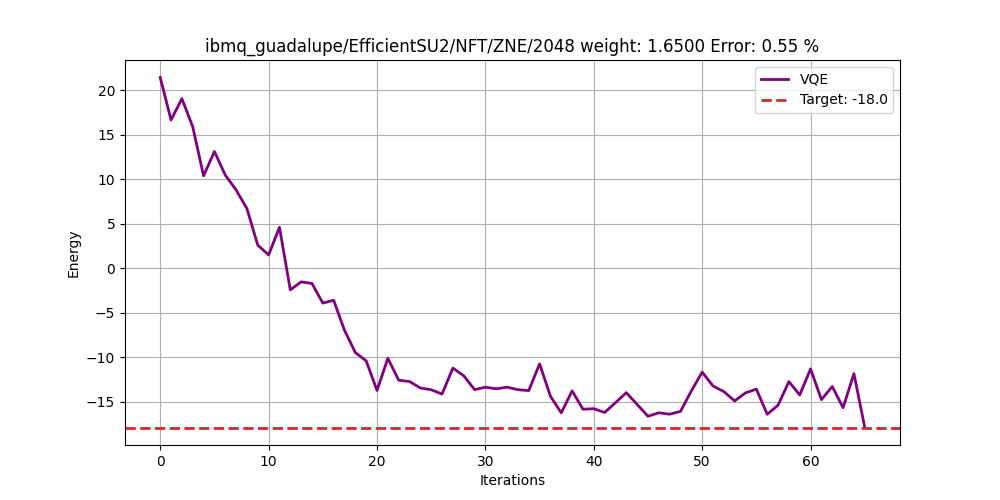 ibmq_guadalupe/EfficientSU2/NFT/ZNE/2048 weight: 1.6500 Error: 0.55 %
VQE
Target: -18.0
20
15
10
5
0
−5
−10
−15
Energy
0 10 20 30 40 50 60
Iterations